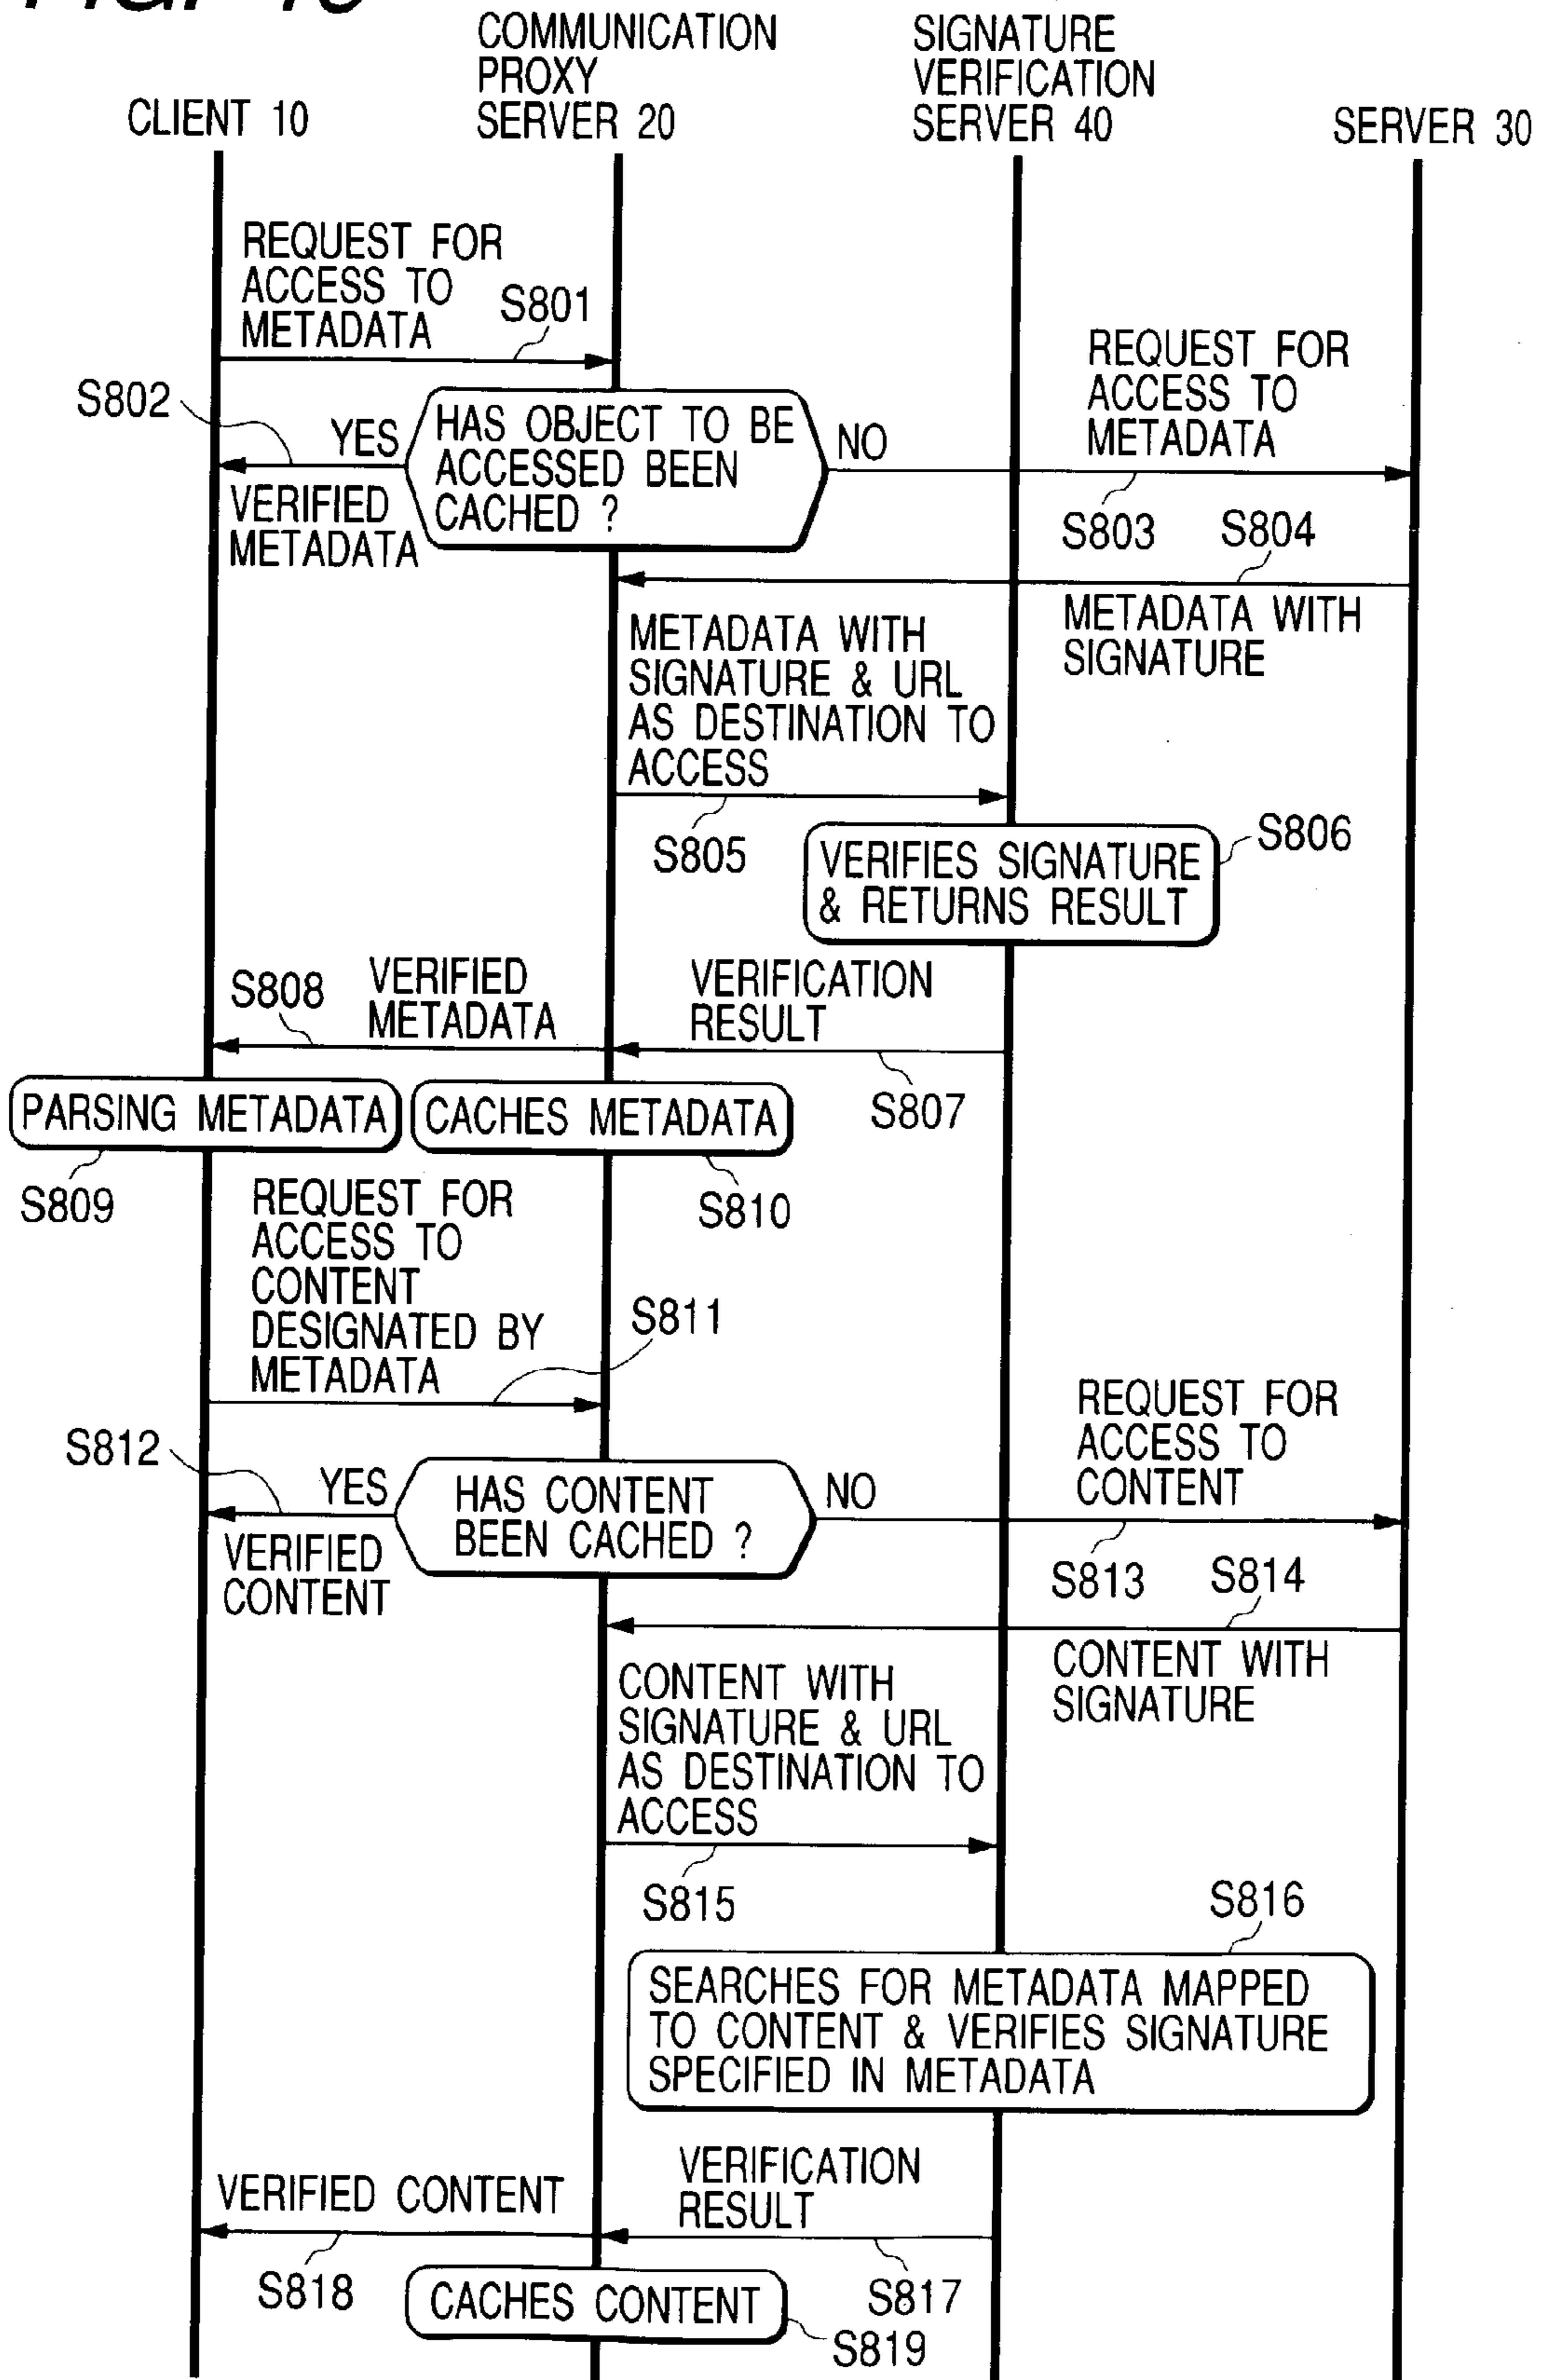 CLIENT 10
COMMUNICATION
PROXY
SERVER 20
SIGNATURE
VERIFICATION
SERVER 40
SERVER 30
REQUEST FOR
ACCESS TO
METADATA
S801
S802
YES
HAS OBJECT TO BE
ACCESSED BEEN
CACHED ?
NO
VERIFIED
METADATA
REQUEST FOR
ACCESS TO
METADATA
S803
S804
METADATA WITH
SIGNATURE
METADATA WITH
SIGNATURE & URL
AS DESTINATION TO
ACCESS
S805
VERIFIES SIGNATURE
& RETURNS RESULT
S806
S808
VERIFIED
METADATA
VERIFICATION
RESULT
S807
PARSING METADATA
CACHES METADATA
S809
S810
REQUEST FOR
ACCESS TO
CONTENT
DESIGNATED BY
METADATA
S811
S812
YES
HAS CONTENT
BEEN CACHED ?
NO
VERIFIED
CONTENT
REQUEST FOR
ACCESS TO
CONTENT
S813
S814
CONTENT WITH
SIGNATURE
CONTENT WITH
SIGNATURE & URL
AS DESTINATION TO
ACCESS
S815
S816
SEARCHES FOR METADATA MAPPED
TO CONTENT & VERIFIES SIGNATURE
SPECIFIED IN METADATA
VERIFIED CONTENT
VERIFICATION
RESULT
S818
S817
CACHES CONTENT
S819